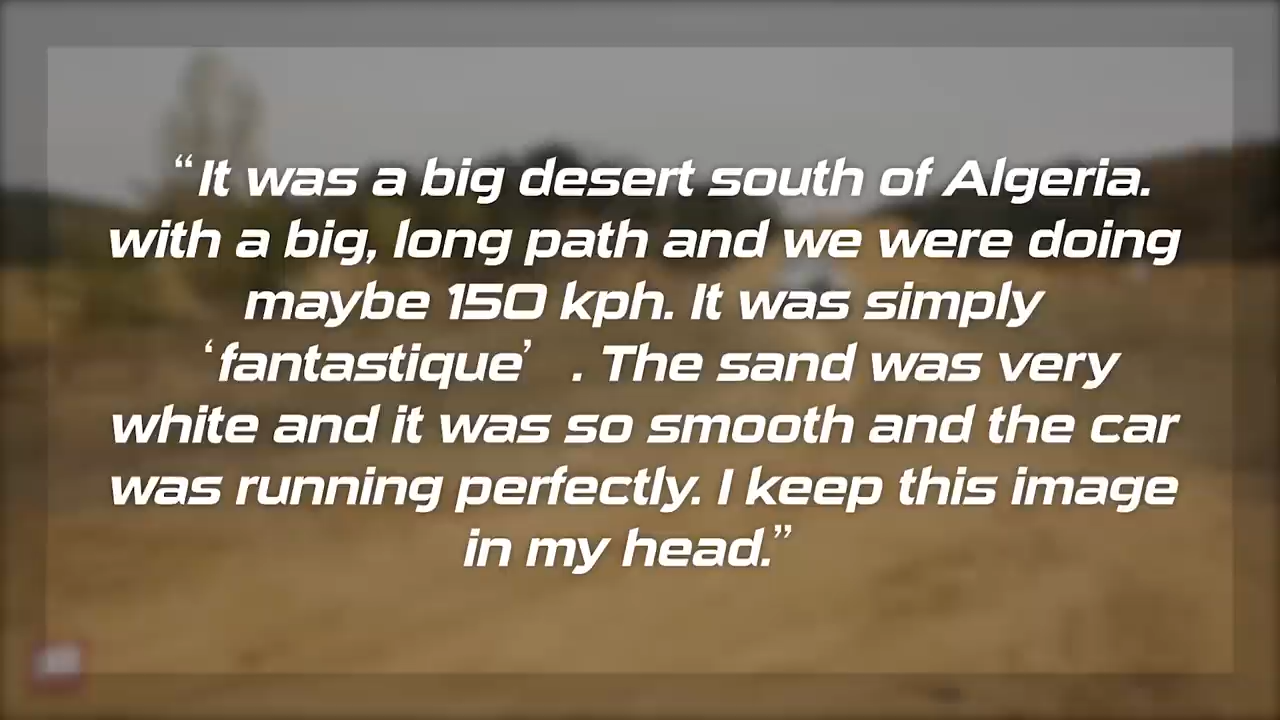 “It was a big desert south of Algeria.
with a big, long path and we were doing
maybe 150 kph. It was simply
‘fantastique’ . The sand was very
white and it was so smooth and the car
was running perfectly. I keep this image
in my head.”